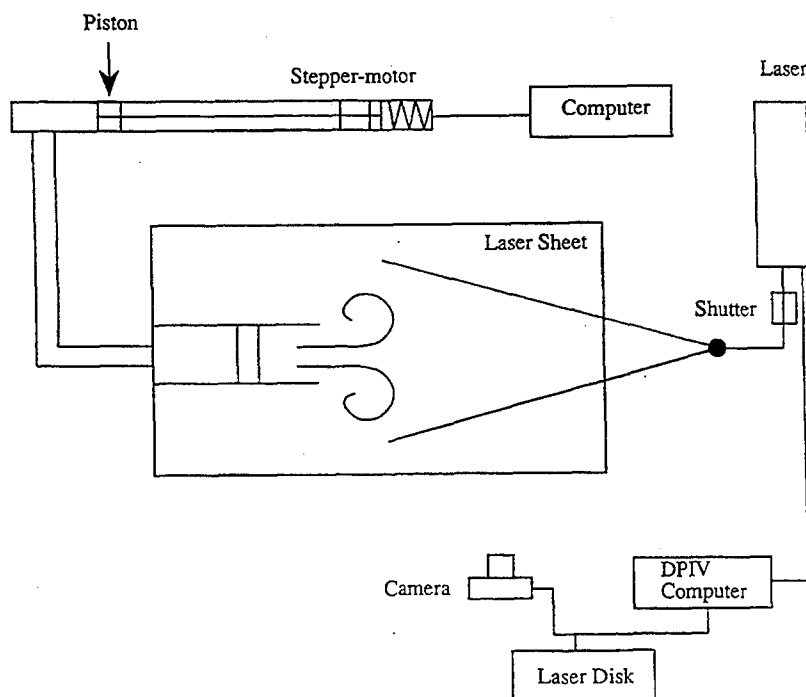 Piston
Stepper-motor
Laser
Computer
Laser Sheet
Shutter
Camera
DPIV
Computer
Laser Disk